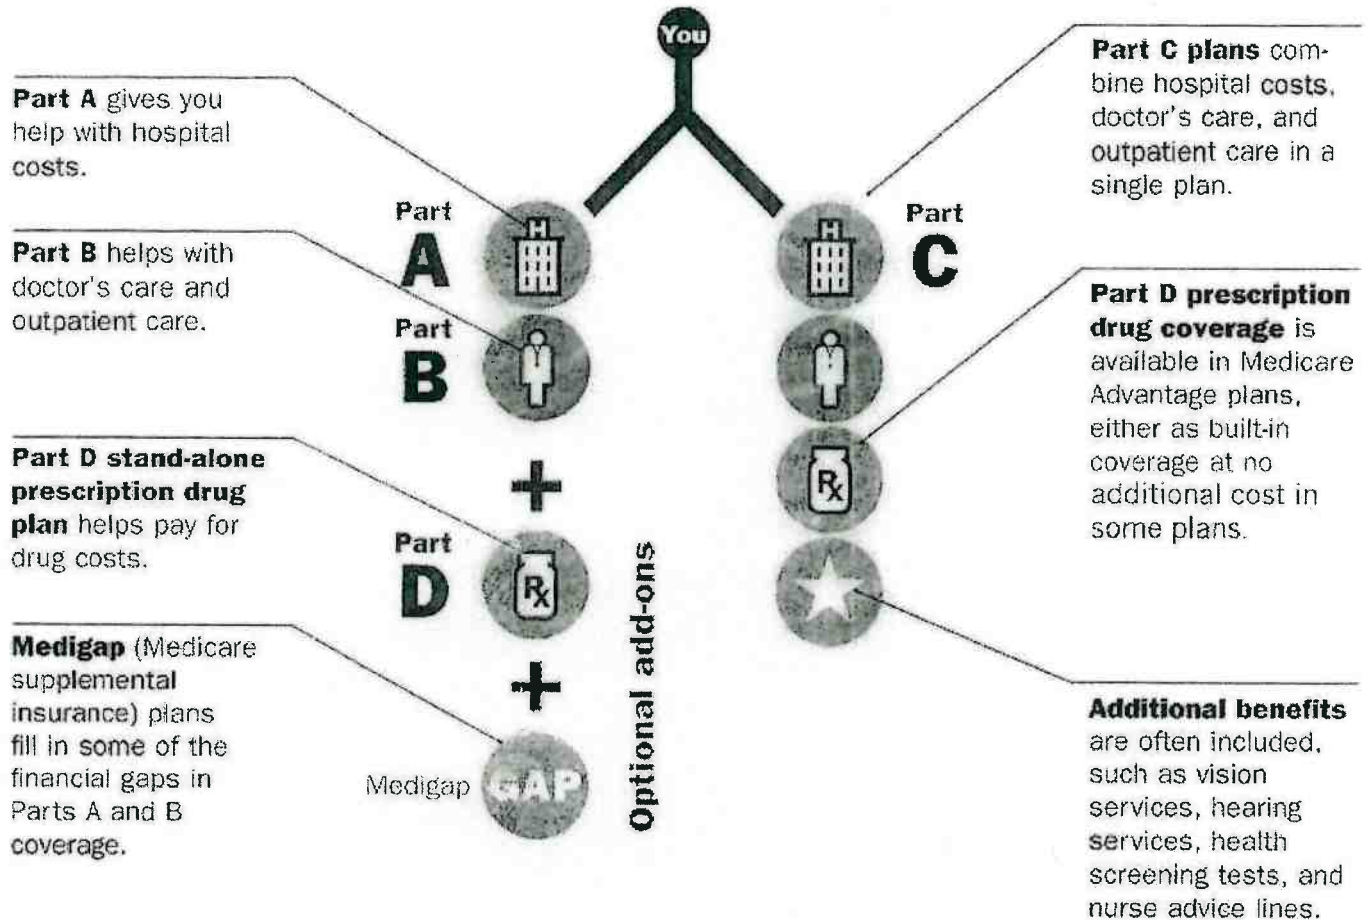 You
Part A gives you
help with hospital
costs.
Part B helps with
doctor's care and
outpatient care.
Part D stand-alone
prescription drug
plan helps pay for
drug costs.
Medigap (Medicare
supplemental
insurance) plans
fill in some of the
financial gaps in
Parts A and B
coverage.
Part
A
H
Part
B
+
Part
D
Rx
+
Medigap
GAP
Optional add-ons
H
Part
C
Rx
Part C plans com-
bine hospital costs,
doctor's care, and
outpatient care in a
single plan.
Part D prescription
drug coverage is
available in Medicare
Advantage plans,
either as built-in
coverage at no
additional cost in
some plans.
Additional benefits
are often included,
such as vision
services, hearing
services, health
screening tests, and
nurse advice lines.